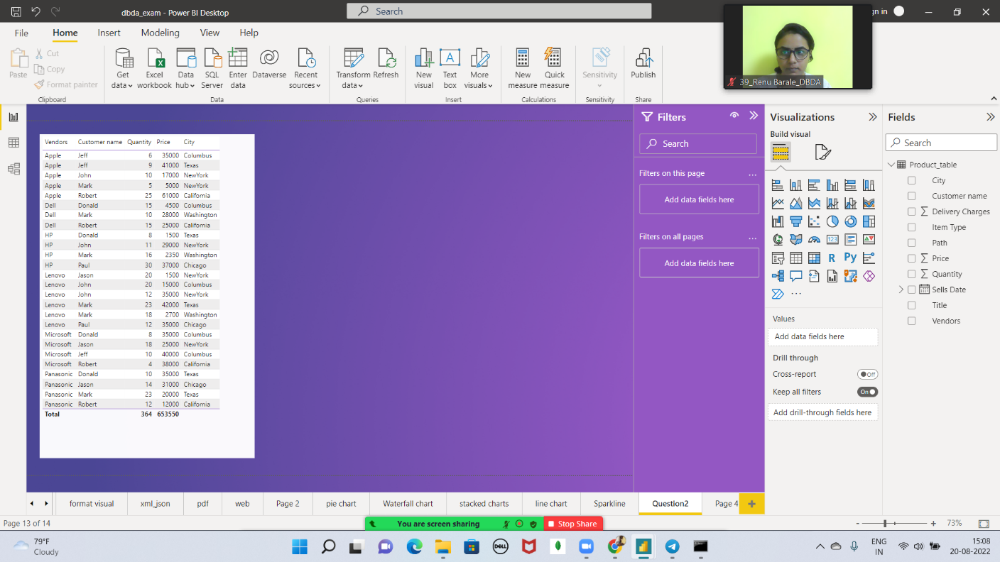 dbda_exam - Power BI Desktop
Search
gn in
File Home Insert Modeling View Help
Paste
Cut
Copy
Format painter
Clipboard
Get data
Excel workbook
Data hub
SQL Server
Enter data
Dataverse
Recent sources
Data
Transform data
Refresh
Queries
New visual
Text box
More visuals
Insert
New measure
Quick measure
Calculations
Sensitivity
Sensitivity
Publish
Share
39_Renu Barale_DBDA
Vendors Customer name Quantity Price City
Apple Jeff 6 35000 Columbus
Apple Jeff 9 41000 Texas
Apple John 10 17000 NewYork
Apple Mark 5 5000 NewYork
Apple Robert 25 61000 California
Dell Donald 15 4500 Columbus
Dell Mark 10 28000 Washington
Dell Robert 15 25000 California
HP Donald 8 1500 Texas
HP John 11 29000 NewYork
HP Mark 16 2350 Washington
HP Paul 30 37000 Chicago
Lenovo Jason 20 1500 NewYork
Lenovo John 20 15000 Columbus
Lenovo John 12 35000 NewYork
Lenovo Mark 23 42000 Texas
Lenovo Mark 18 2700 Washington
Lenovo Paul 12 35000 Chicago
Microsoft Donald 8 35000 Columbus
Microsoft Jason 18 25000 NewYork
Microsoft Jeff 10 40000 Columbus
Microsoft Robert 4 38000 California
Panasonic Donald 10 35000 Texas
Panasonic Jason 14 31000 Chicago
Panasonic Mark 23 20000 Texas
Panasonic Robert 12 12000 California
Total 364 653550
Filters
Search
Filters on this page ...
Add data fields here
Filters on all pages ...
Add data fields here
Visualizations
Build visual
123
R Py
...
Values
Add data fields here
Drill through
Cross-report Off
Keep all filters On
Add drill-through fields here
Fields
Search
Product_table
City
Customer name
Delivery Charges
Item Type
Path
Price
Quantity
Sells Date
Title
Vendors
format visual xml_json pdf web Page 2 pie chart Waterfall chart stacked charts line chart Sparkline Question2 Page 4 +
Page 13 of 14
You are screen sharing
Stop Share
- + 73%
79°F
Cloudy
DELL
ENG
IN
15:08
20-08-2022